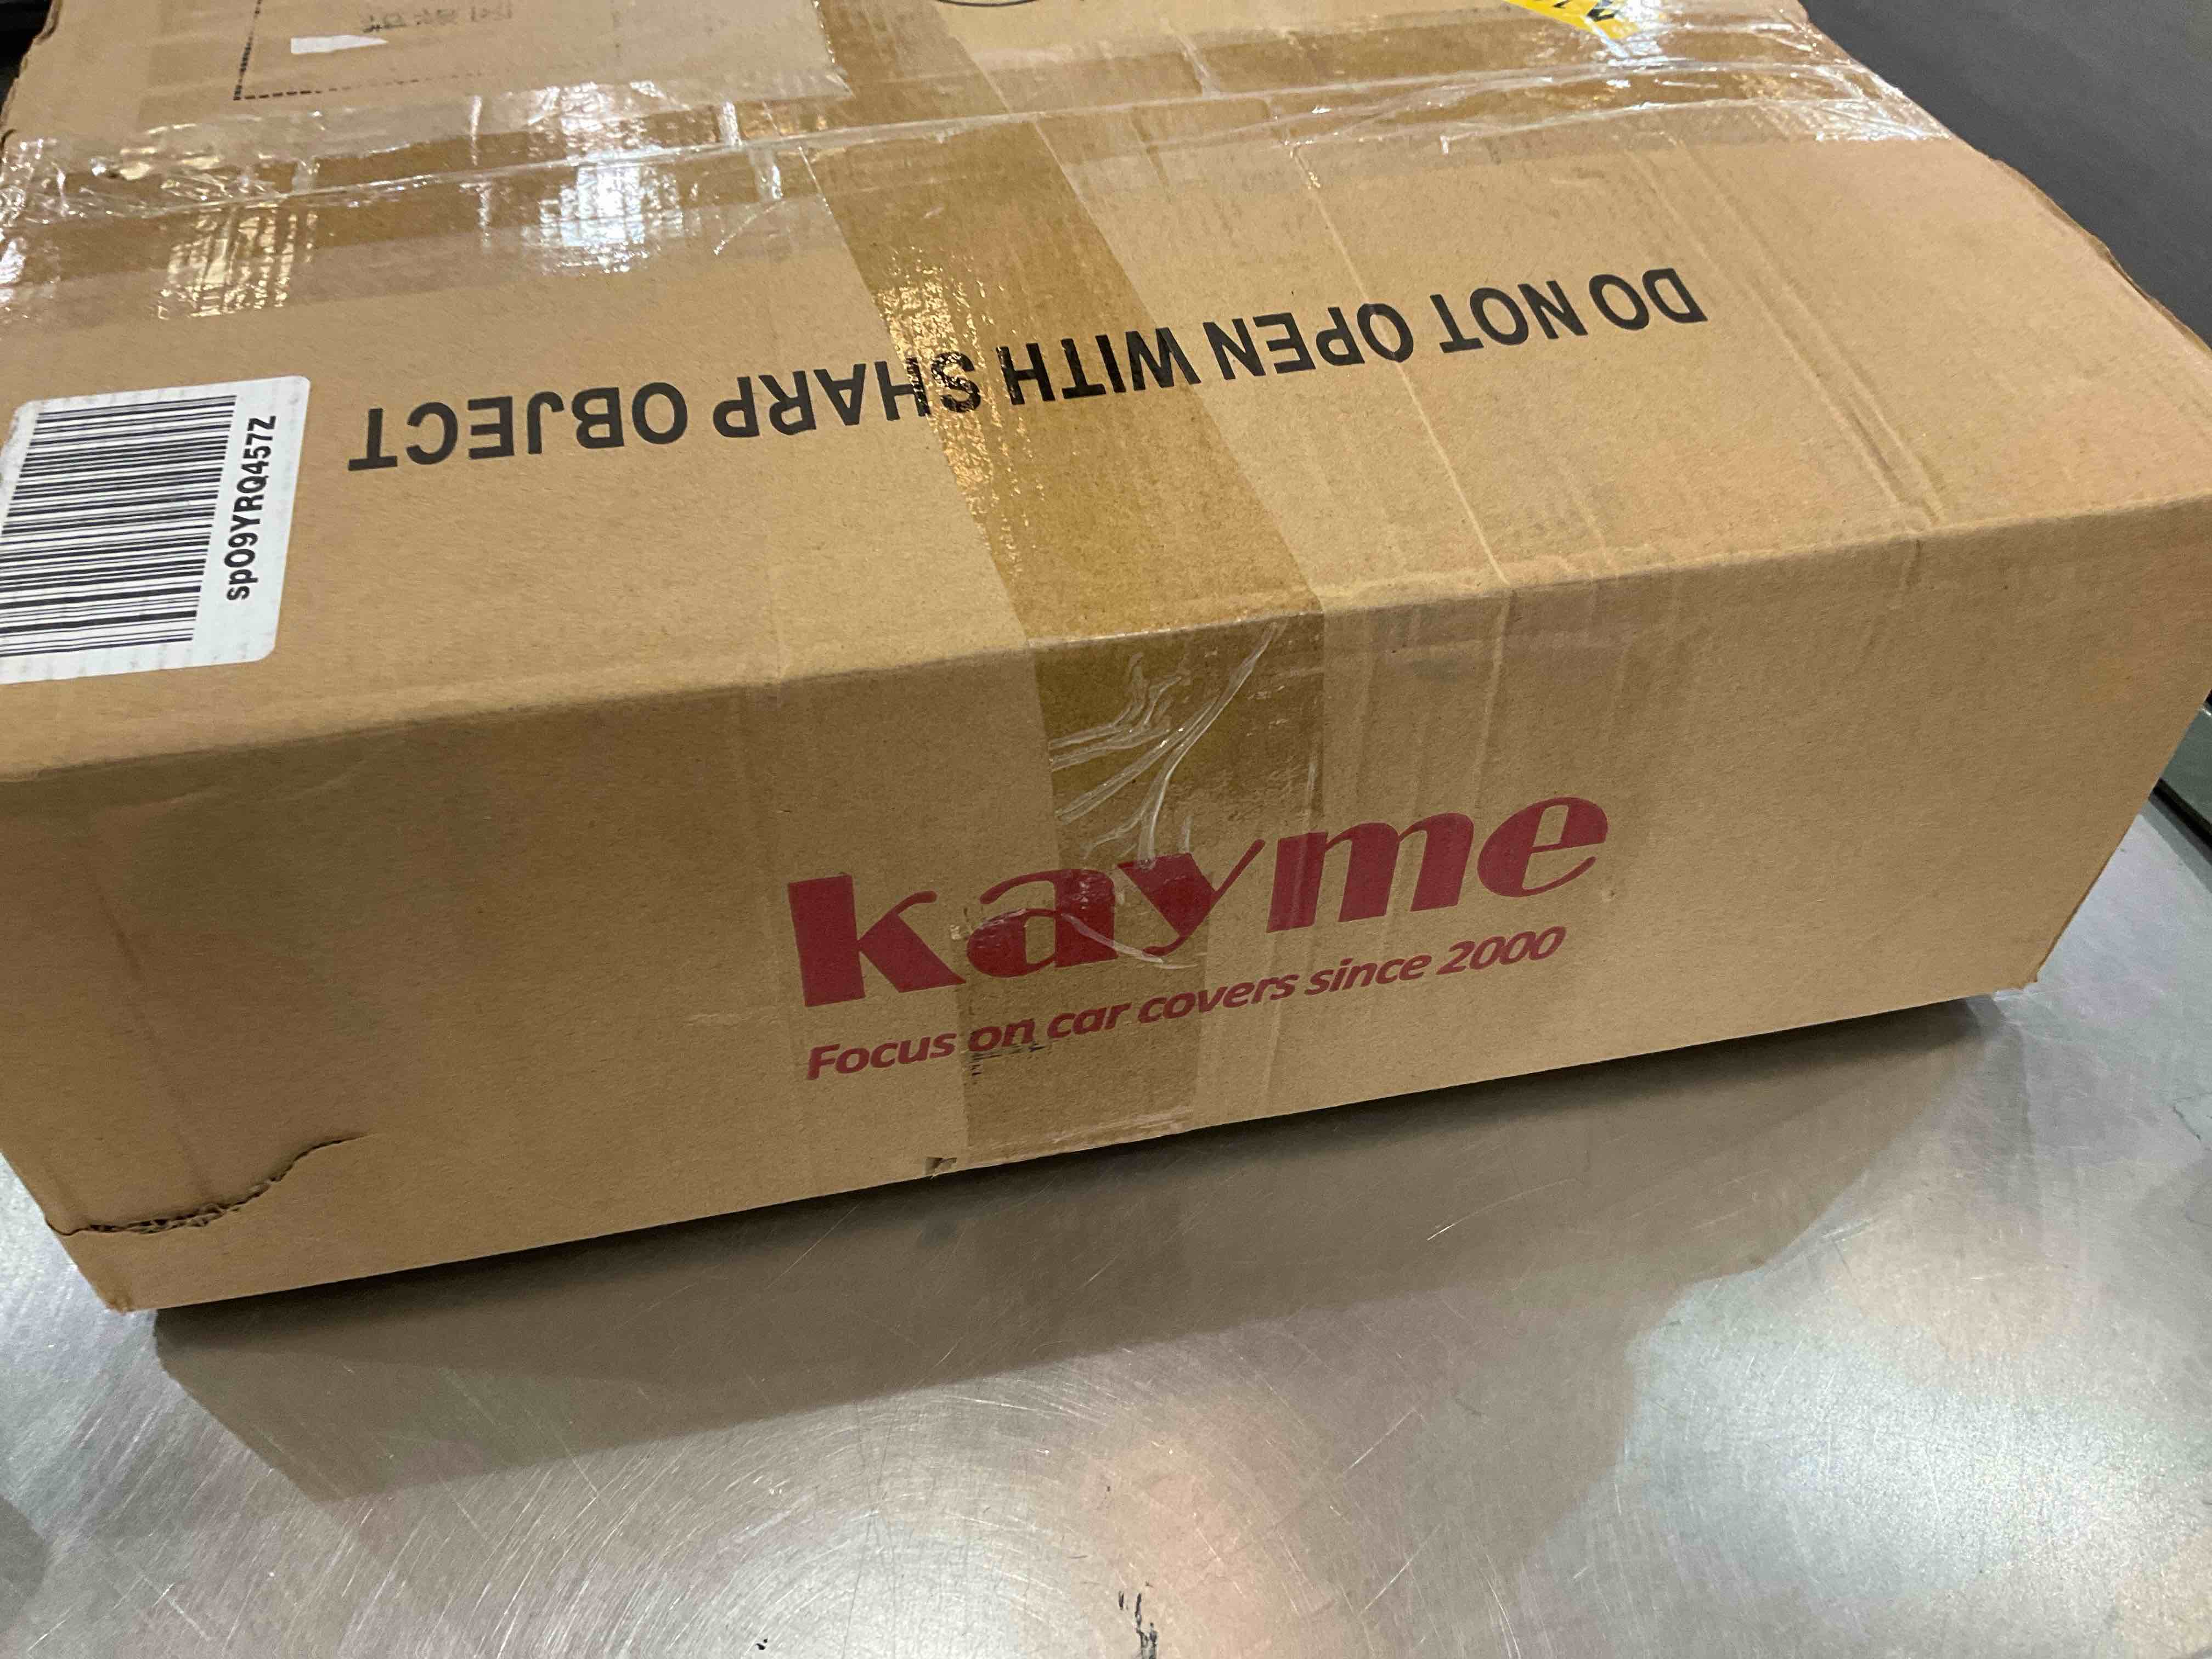 DO NOT OPEN WITH SHARP OBJECT
spO9YRQ457Z
kayme
Focus on car covers since 2000